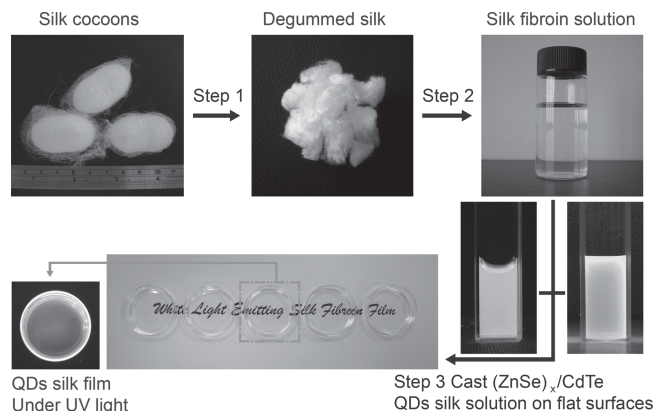 Silk cocoons
Degummed silk
Silk fibroin solution
Step 1
Step 2
White Light Emitting Silk Fibroin Film
QDs silk film
Under UV light
Step 3 Cast (ZnSe)x/CdTe
QDs silk solution on flat surfaces